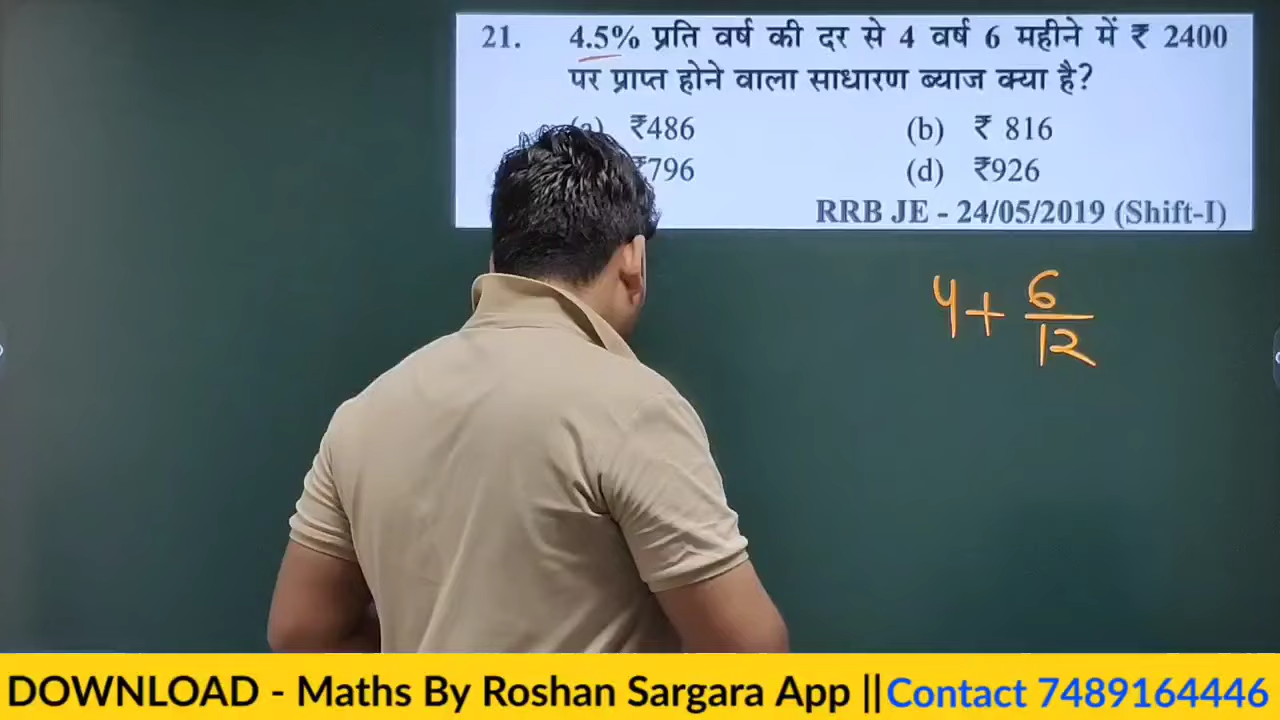 21. 4.5% प्रति वर्ष की दर से 4 वर्ष 6 महीने में ₹ 2400
पर प्राप्त होने वाला साधारण ब्याज क्या है?
₹486 (b) ₹ 816
₹796 (d) ₹926
RRB JE - 24/05/2019 (Shift-I)
4+ 6/12
DOWNLOAD - Maths By Roshan Sargara App || Contact 7489164446